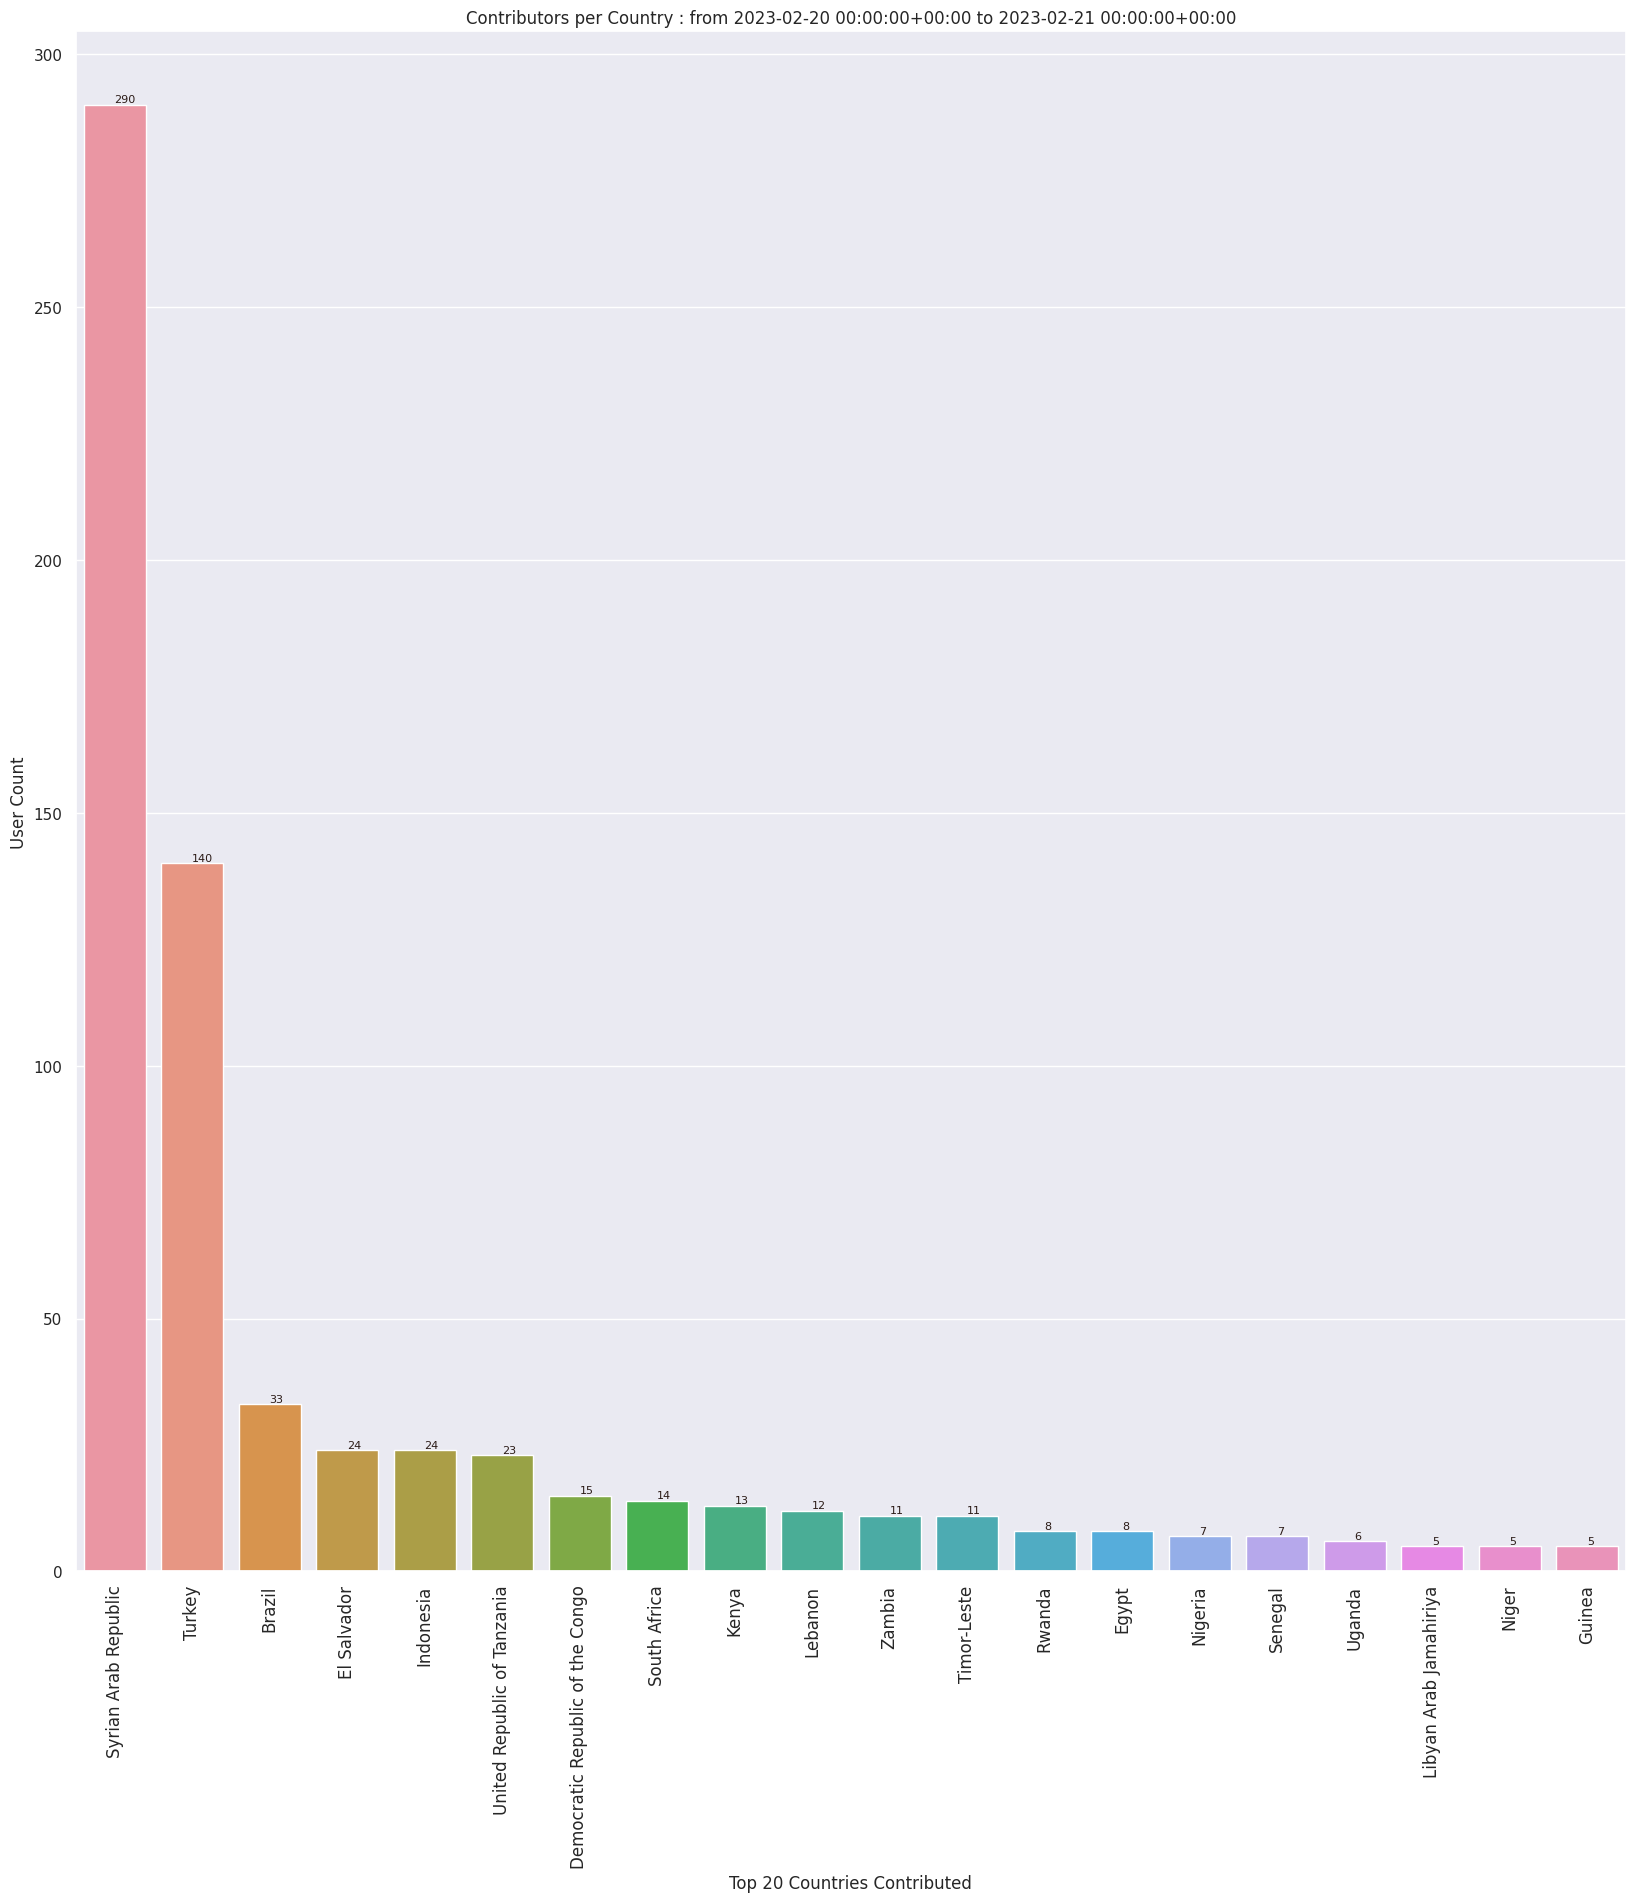 Contributors per Country : from 2023-02-20 00:00:00+00:00 to 2023-02-21 00:00:00+00:00
300
250
200
150
100
50
0
User Count
290
140
33
24
24
23
15
14
13
12
11
11
8
8
7
7
6
5
5
5
Syrian Arab Republic
Turkey
Brazil
El Salvador
Indonesia
United Republic of Tanzania
Democratic Republic of the Congo
South Africa
Kenya
Lebanon
Zambia
Timor-Leste
Rwanda
Egypt
Nigeria
Senegal
Uganda
Libyan Arab Jamahiriya
Niger
Guinea
Top 20 Countries Contributed